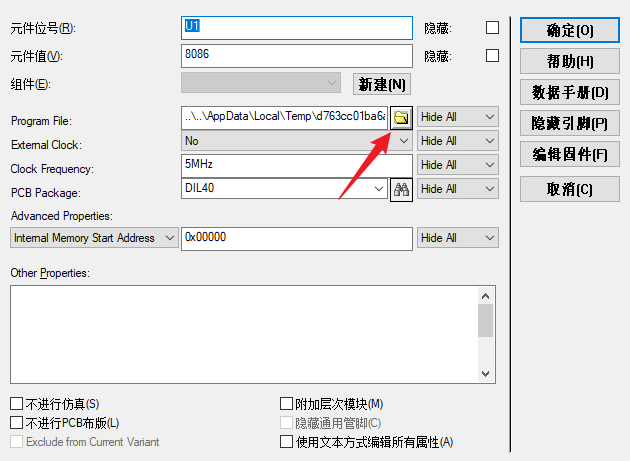 元件位号(R): U1 隐藏: 确定(O)
元件值(V): 8086 隐藏: 帮助(H)
组件(E): 新建(N) 数据手册(D)
Program File: ..\..\AppData\Local\Temp\d763cc01ba6a Hide All 隐藏引脚(P)
External Clock: No Hide All 编辑固件(F)
Clock Frequency: 5MHz Hide All
PCB Package: DIL40 Hide All 取消(C)
Advanced Properties:
Internal Memory Start Address 0x00000 Hide All
Other Properties:
不进行仿真(S) 附加层次模块(M)
不进行PCB布版(L) 隐藏通用管脚(C)
Exclude from Current Variant 使用文本方式编辑所有属性(A)